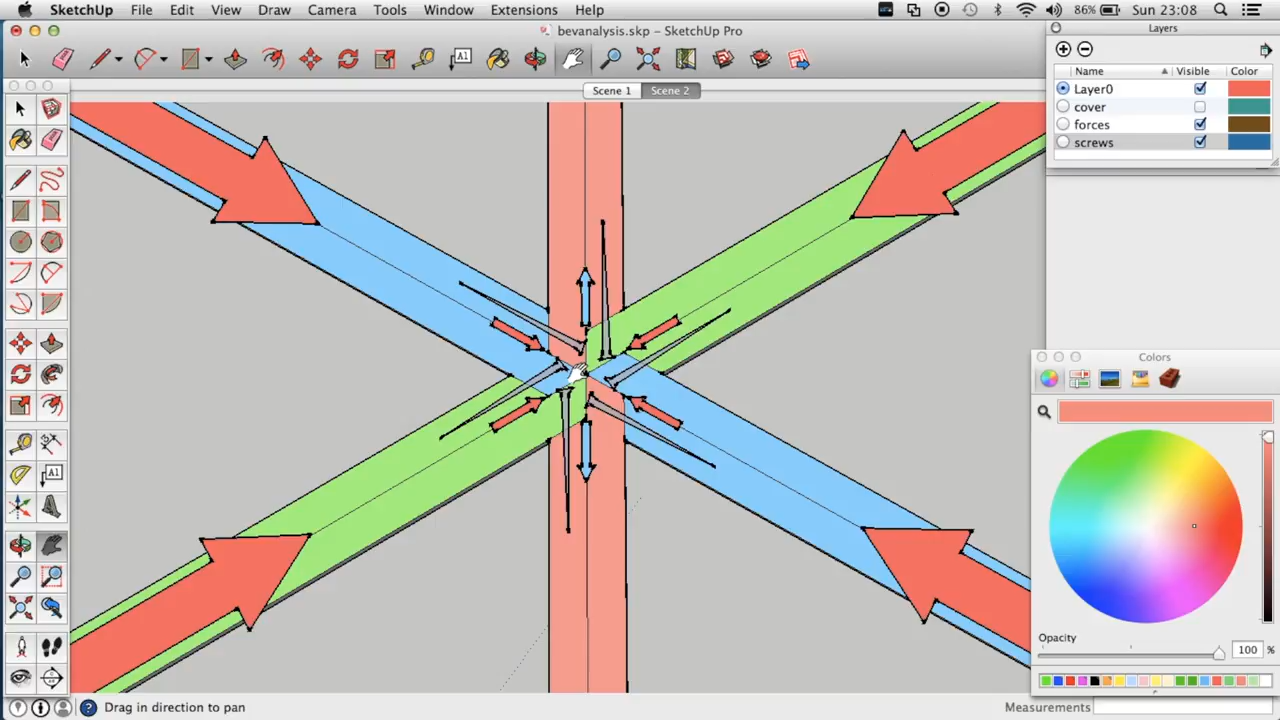 SketchUp File Edit View Draw Camera Tools Window Extensions Help 86% Sun 23:08
bevanalysis.skp - SketchUp Pro
A1
Scene 1 Scene 2
Layers
Name Visible Color
Layer0
cover
forces
screws
A1
Colors
Opacity
100 %
Drag in direction to pan
Measurements